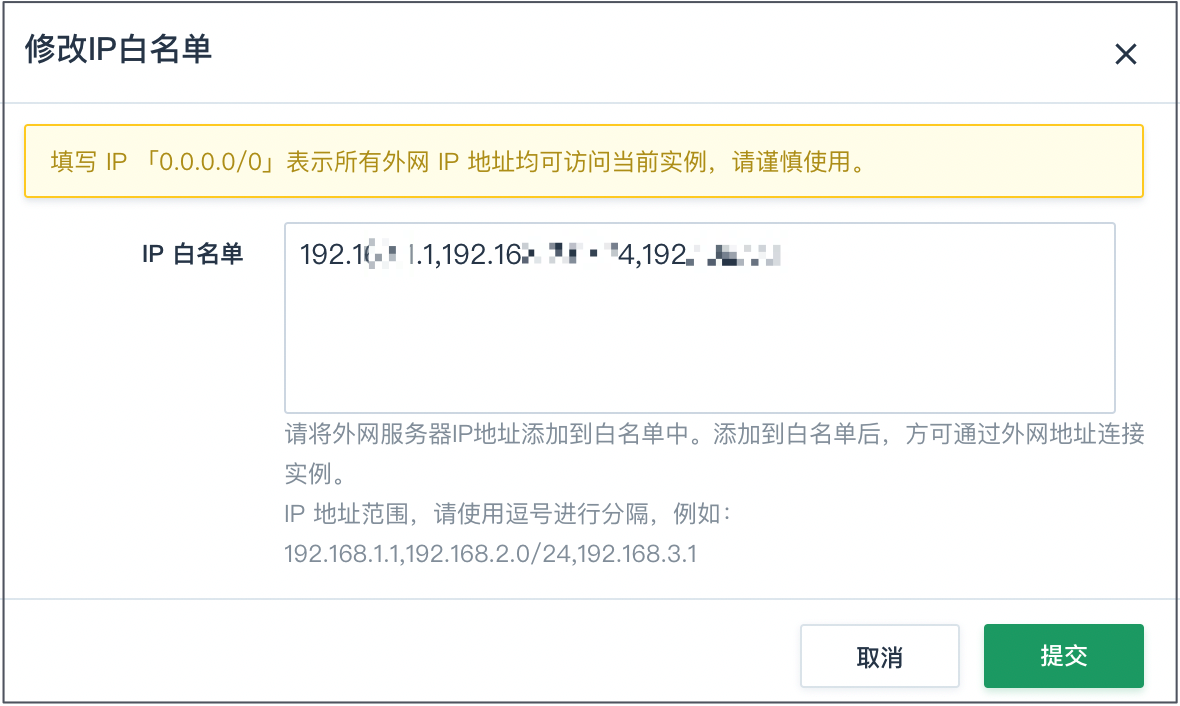 修改IP白名单
填写 IP 「0.0.0.0/0」表示所有外网 IP 地址均可访问当前实例，请谨慎使用。
IP 白名单
192.1 .1,192.16 4,192
请将外网服务器IP地址添加到白名单中。添加到白名单后，方可通过外网地址连接
实例。
IP 地址范围，请使用逗号进行分隔，例如：
192.168.1.1,192.168.2.0/24,192.168.3.1
取消
提交